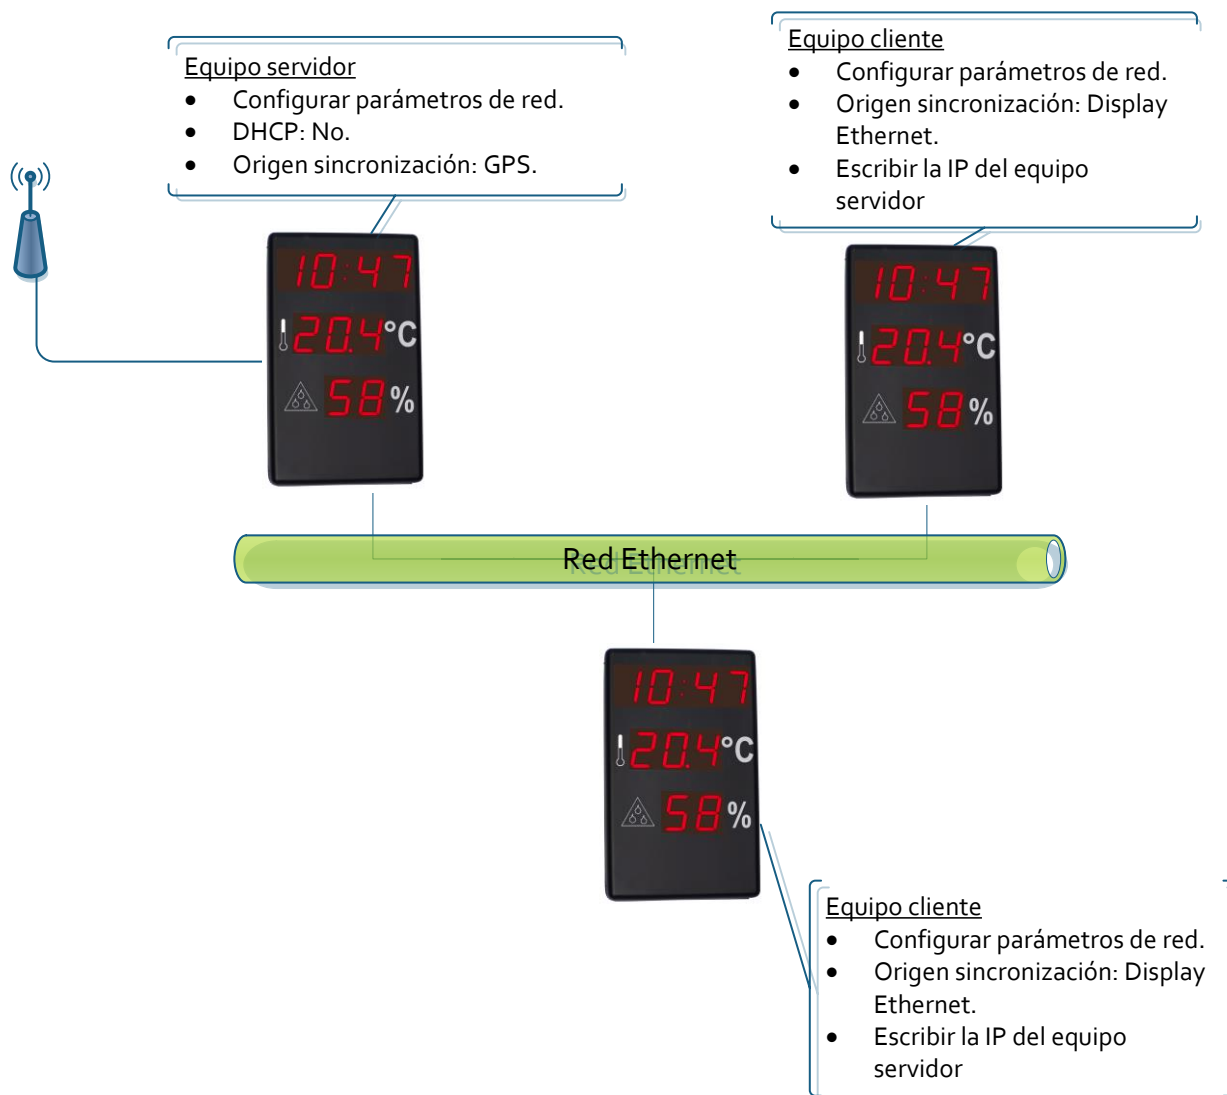 Equipo servidor
• Configurar parámetros de red.
• DHCP: No.
• Origen sincronización: GPS.
Equipo cliente
• Configurar parámetros de red.
• Origen sincronización: Display
Ethernet.
• Escribir la IP del equipo
servidor
10:47
20.4°C
58%
10:47
20.4°C
58%
Red Ethernet
10:47
20.4°C
58%
Equipo cliente
• Configurar parámetros de red.
• Origen sincronización: Display
Ethernet.
• Escribir la IP del equipo
servidor